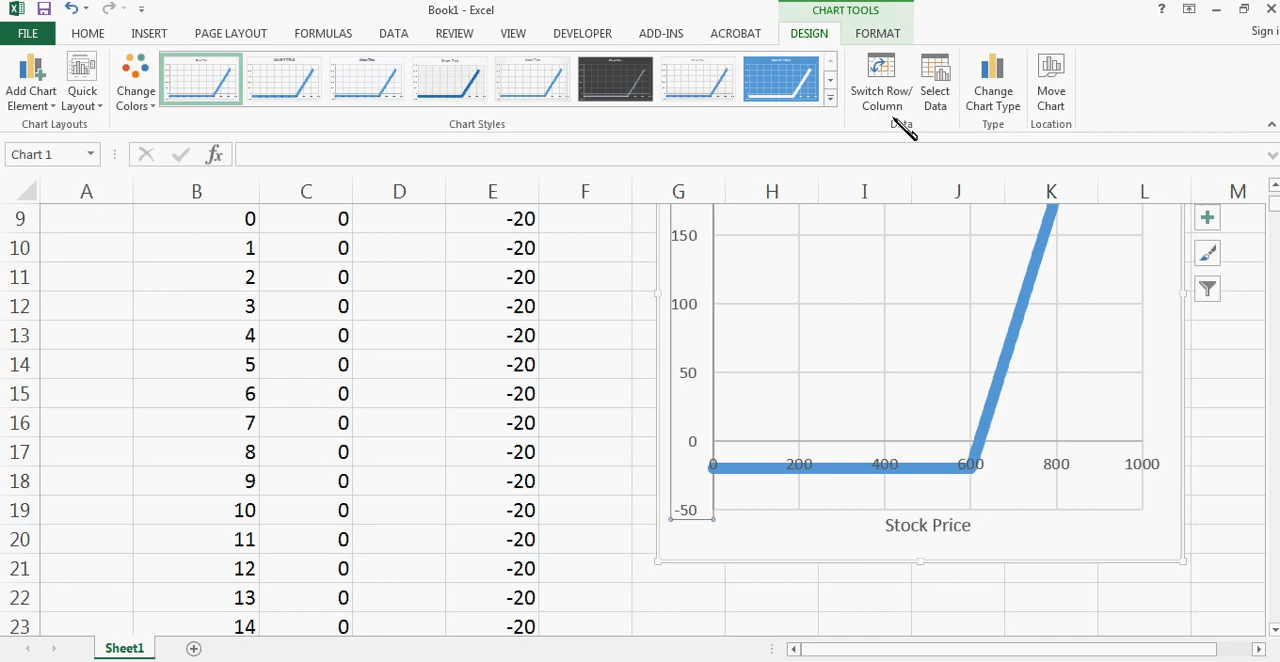 Book1 - Excel
CHART TOOLS
?
FILE
HOME
INSERT
PAGE LAYOUT
FORMULAS
DATA
REVIEW
VIEW
DEVELOPER
ADD-INS
ACROBAT
DESIGN
FORMAT
Sign i
Add Chart
Element
Quick
Layout
Change
Colors
Switch Row/
Column
Select
Data
Change
Chart Type
Move
Chart
Chart Layouts
Chart Styles
Data
Type
Location
Chart 1
fx
A B C D E F G H I J K L M
9 0 0 -20
10 1 0 -20
11 2 0 -20
12 3 0 -20
13 4 0 -20
14 5 0 -20
15 6 0 -20
16 7 0 -20
17 8 0 -20
18 9 0 -20
19 10 0 -20
20 11 0 -20
21 12 0 -20
22 13 0 -20
23 14 0 -20
150
100
50
0
-50
0 200 400 600 800 1000
Stock Price
Sheet1